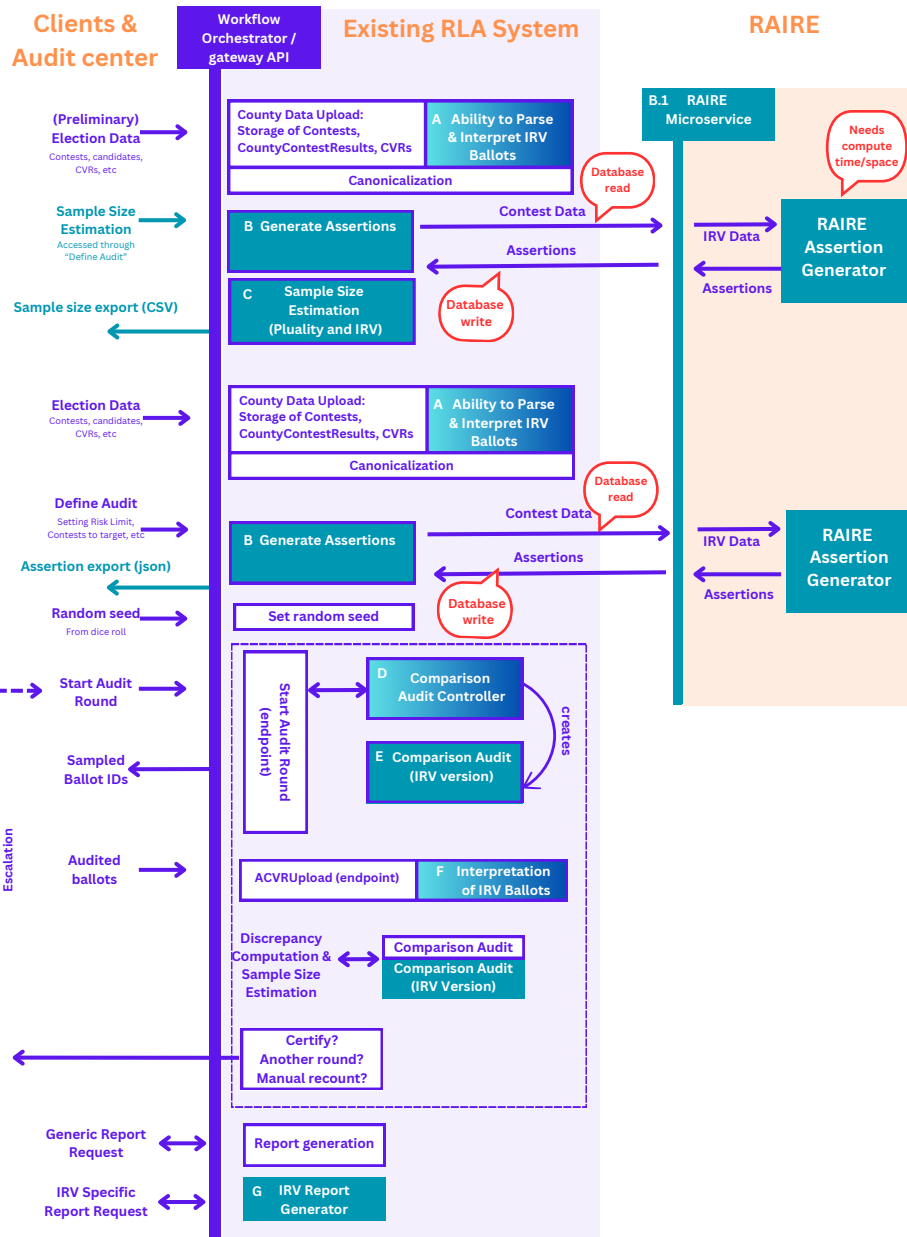 Clients &
Audit center
Workflow
Orchestrator /
gateway API
Existing RLA System
RAIRE
(Preliminary)
Election Data
Contests, candidates,
CVRs, etc
County Data Upload:
Storage of Contests,
CountyContestResults, CVRs
A Ability to Parse
& Interpret IRV
Ballots
Canonicalization
B.1 RAIRE
Microservice
Needs
compute
time/space
Database
read
Sample Size
Estimation
Accessed through
“Define Audit”
B Generate Assertions
Contest Data
Assertions
IRV Data
Assertions
RAIRE
Assertion
Generator
Sample size export (CSV)
C Sample Size
Estimation
(Pluality and IRV)
Database
write
Election Data
Contests, candidates,
CVRs, etc
County Data Upload:
Storage of Contests,
CountyContestResults, CVRs
A Ability to Parse
& Interpret IRV
Ballots
Canonicalization
Database
read
Define Audit
Setting Risk Limit,
Contests to target, etc
B Generate Assertions
Contest Data
Assertions
IRV Data
Assertions
RAIRE
Assertion
Generator
Assertion export (json)
Database
write
Random seed
From dice roll
Set random seed
Start Audit
Round
Start Audit Round
(endpoint)
D Comparison
Audit Controller
creates
E Comparison Audit
(IRV version)
Sampled
Ballot IDs
Escalation
Audited
ballots
ACVRUpload (endpoint)
F Interpretation
of IRV Ballots
Discrepancy
Computation &
Sample Size
Estimation
Comparison Audit
Comparison Audit
(IRV Version)
Certify?
Another round?
Manual recount?
Generic Report
Request
Report generation
IRV Specific
Report Request
G IRV Report
Generator